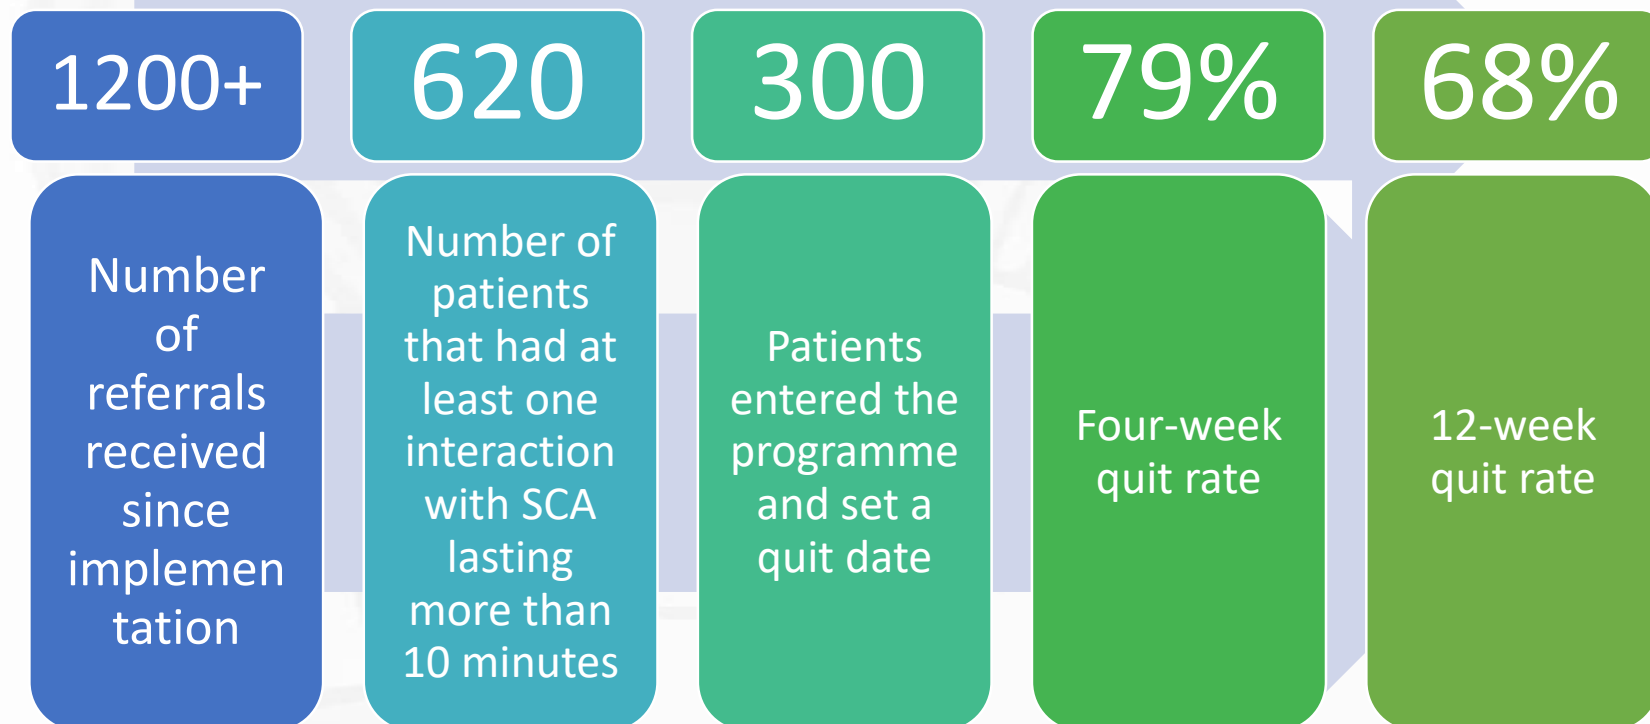 1200+
620
300
79%
68%
Number
of
referrals
received
since
implemen
tation
Number of
patients
that had at
least one
interaction
with SCA
lasting
more than
10 minutes
Patients
entered the
programme
and set a
quit date
Four-week
quit rate
12-week
quit rate